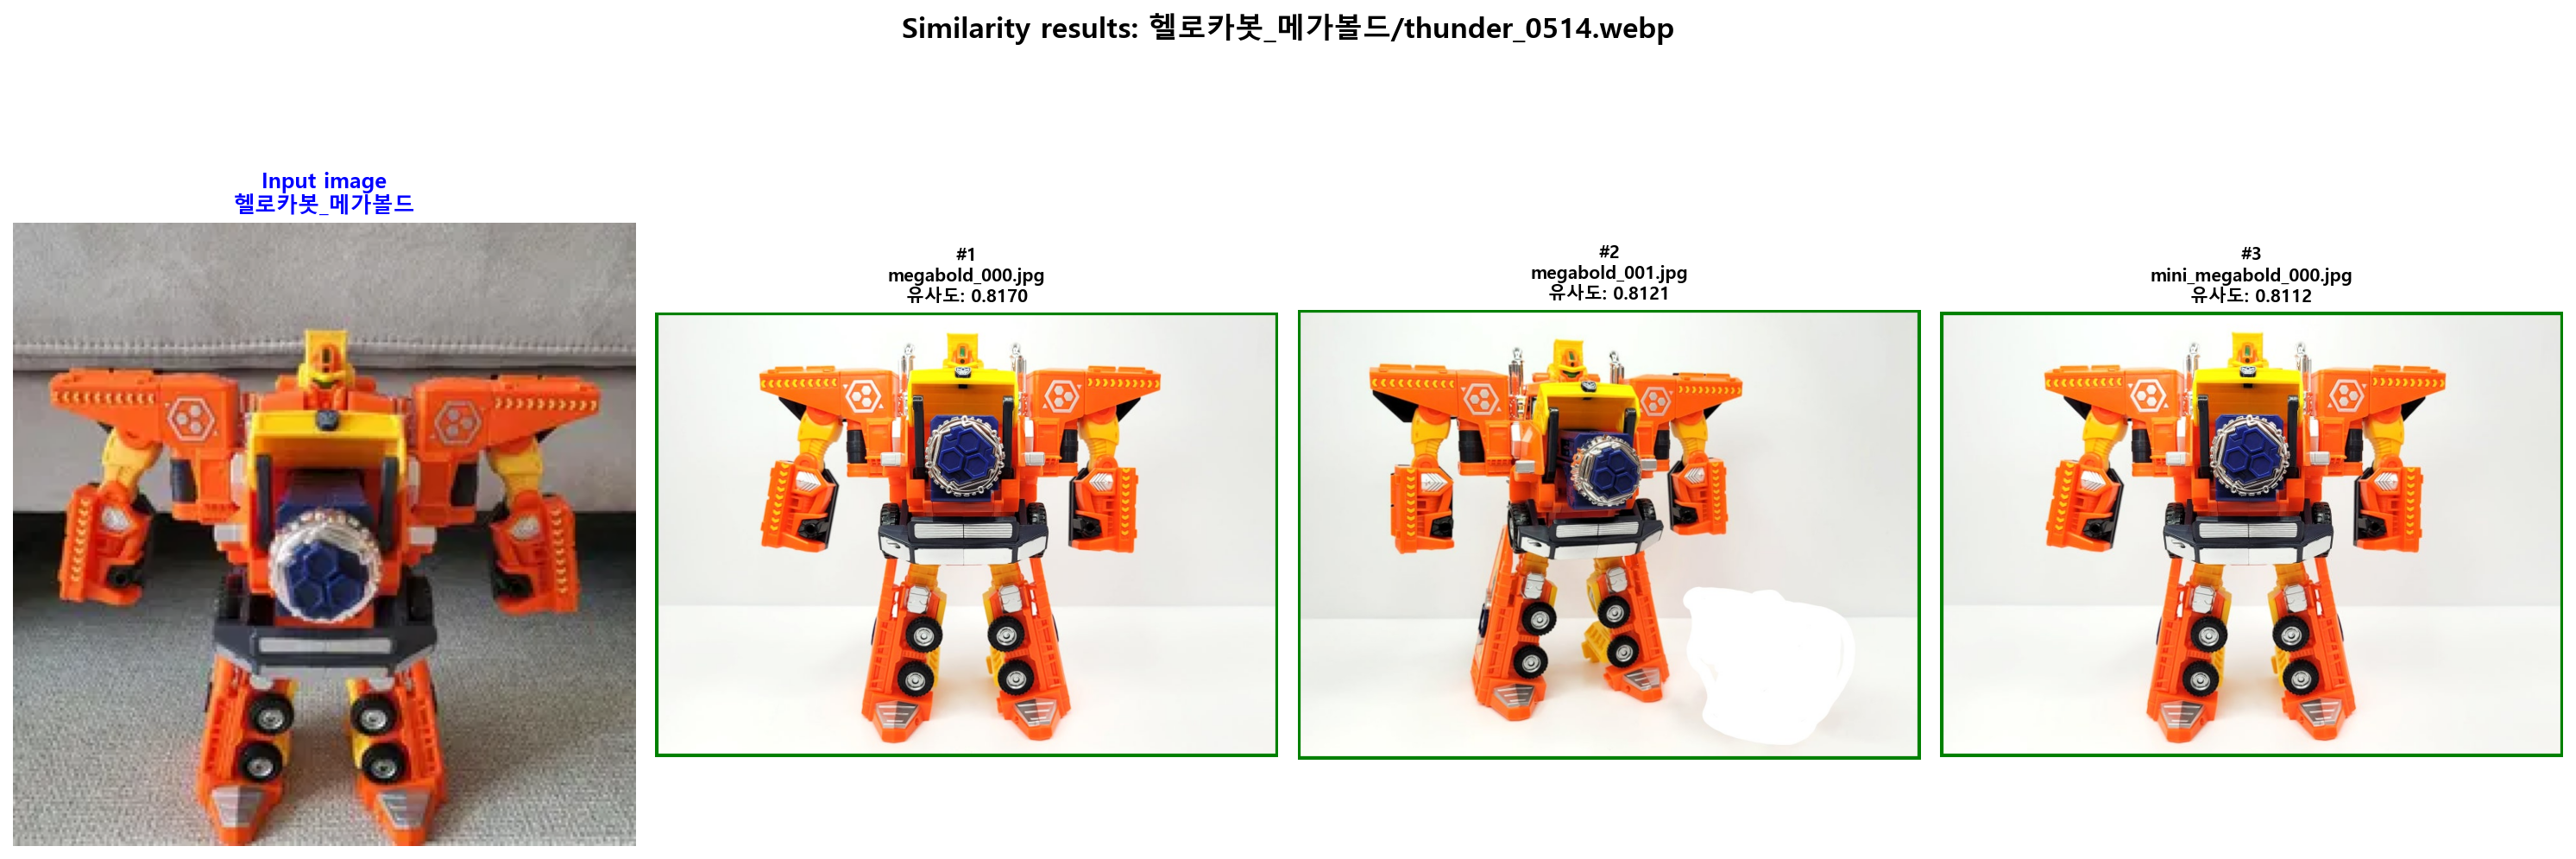 Similarity results: 헬로카봇_메가볼드/thunder_0514.webp
Input image
헬로카봇_메가볼드
#1
megabold_000.jpg
유사도: 0.8170
#2
megabold_001.jpg
유사도: 0.8121
#3
mini_megabold_000.jpg
유사도: 0.8112